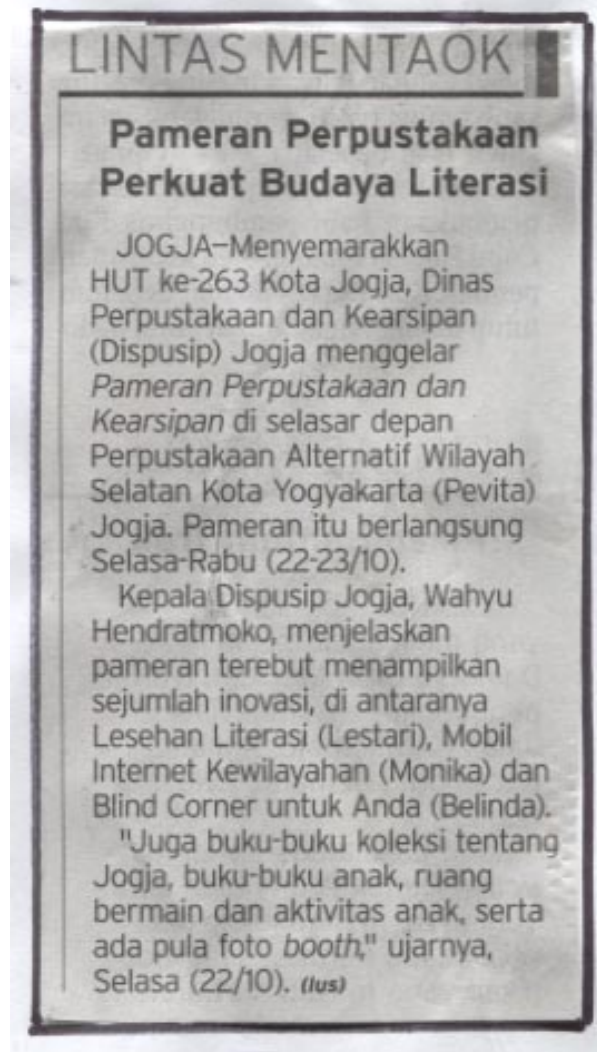 LINTAS MENTAOK
Pameran Perpustakaan
Perkuat Budaya Literasi
JOGJA–Menyemarakkan
HUT ke-263 Kota Jogja, Dinas
Perpustakaan dan Kearsipan
(Dispusip) Jogja menggelar
Pameran Perpustakaan dan
Kearsipan di selasar depan
Perpustakaan Alternatif Wilayah
Selatan Kota Yogyakarta (Pevita)
Jogja. Pameran itu berlangsung
Selasa-Rabu (22-23/10).
Kepala Dispusip Jogja, Wahyu
Hendratmoko, menjelaskan
pameran terebut menampilkan
sejumlah inovasi, di antaranya
Lesehan Literasi (Lestari), Mobil
Internet Kewilayahan (Monika) dan
Blind Corner untuk Anda (Belinda).
"Juga buku-buku koleksi tentang
Jogja, buku-buku anak, ruang
bermain dan aktivitas anak, serta
ada pula foto booth," ujarnya,
Selasa (22/10). (lus)